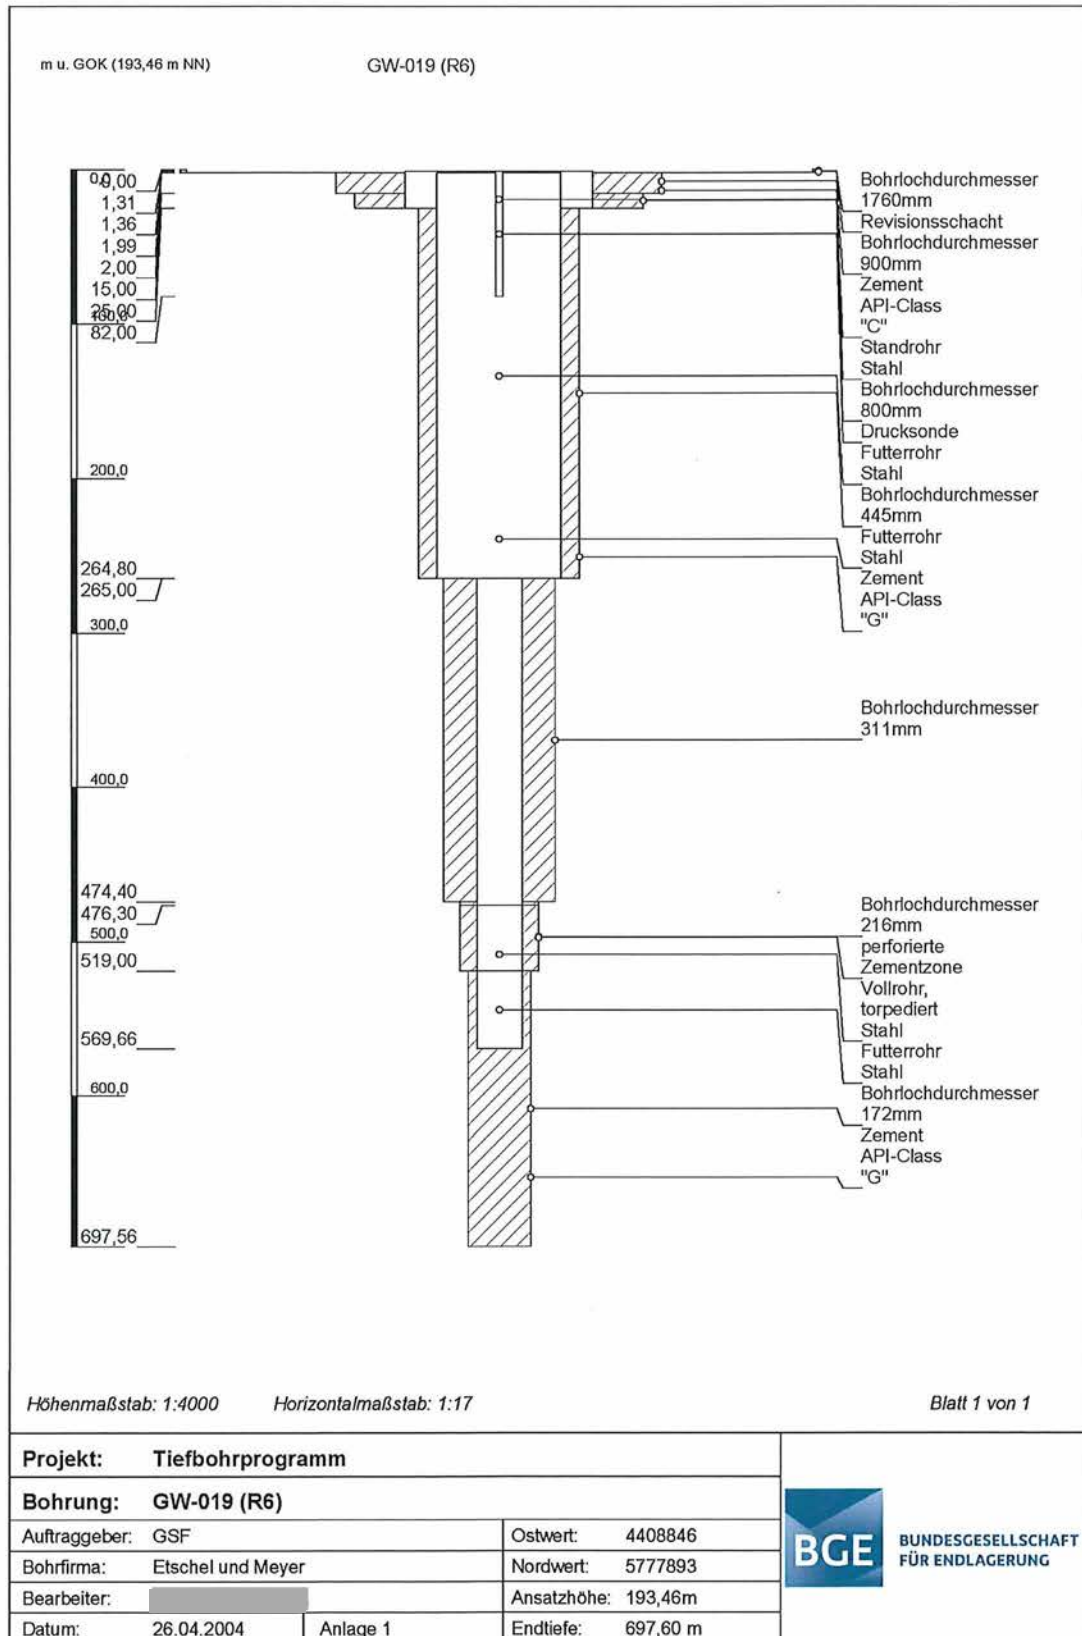 m u. GOK (193,46 m NN)
GW-019 (R6)
0,0
0,00
1,31
1,36
1,99
2,00
15,00
25,00
100,0
82,00
200,0
264,80
265,00
300,0
400,0
474,40
476,30
500,0
519,00
569,66
600,0
697,56
Bohrlochdurchmesser
1760mm
Revisionsschacht
Bohrlochdurchmesser
900mm
Zement
API-Class
"C"
Standrohr
Stahl
Bohrlochdurchmesser
800mm
Drucksonde
Futterrohr
Stahl
Bohrlochdurchmesser
445mm
Futterrohr
Stahl
Zement
API-Class
"G"
Bohrlochdurchmesser
311mm
Bohrlochdurchmesser
216mm
perforierte
Zementzone
Vollrohr,
torpediert
Stahl
Futterrohr
Stahl
Bohrlochdurchmesser
172mm
Zement
API-Class
"G"
Höhenmaßstab: 1:4000 Horizontalmaßstab: 1:17 Blatt 1 von 1
Projekt: Tiefbohrprogramm
Bohrung: GW-019 (R6)
Auftraggeber: GSF Ostwert: 4408846
Bohrfirma: Etschel und Meyer Nordwert: 5777893
Bearbeiter: Ansatzhöhe: 193,46m
Datum: 26.04.2004 Anlage 1 Endtiefe: 697,60 m
BGE BUNDESGESELLSCHAFT
FÜR ENDLAGERUNG